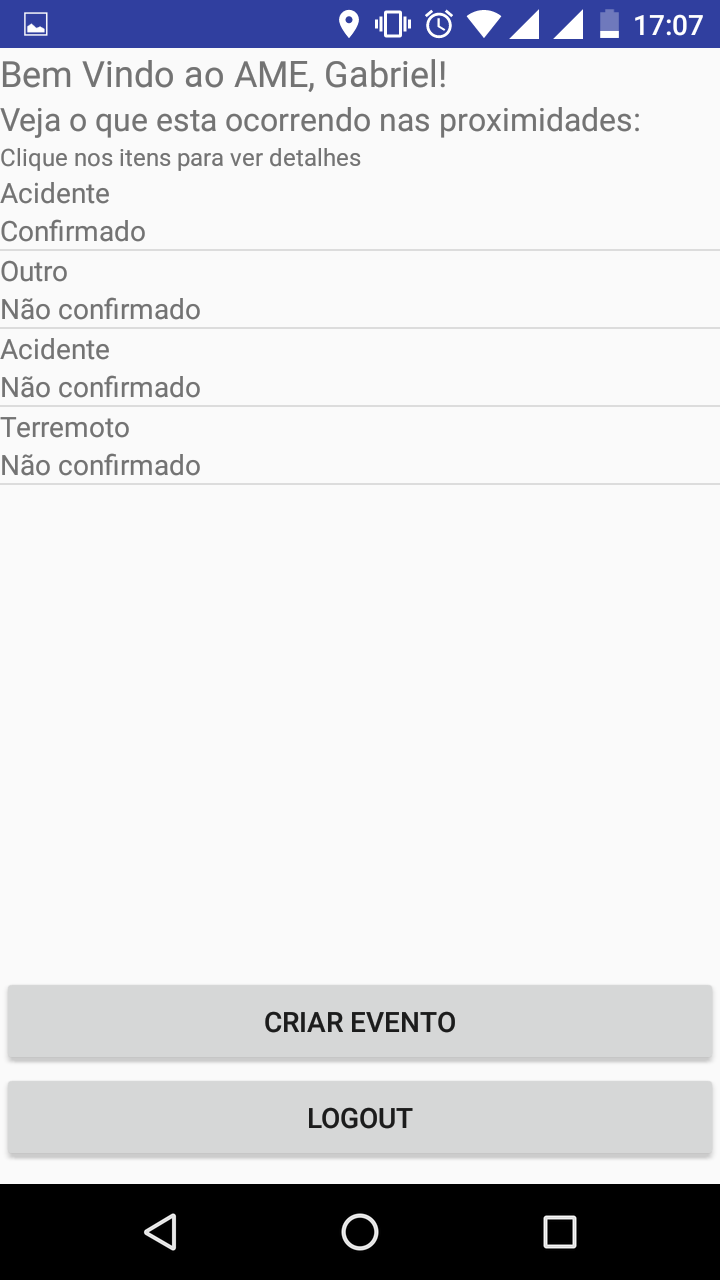 17:07
Bem Vindo ao AME, Gabriel!
Veja o que esta ocorrendo nas proximidades:
Clique nos itens para ver detalhes
Acidente
Confirmado
Outro
Não confirmado
Acidente
Não confirmado
Terremoto
Não confirmado
CRIAR EVENTO
LOGOUT